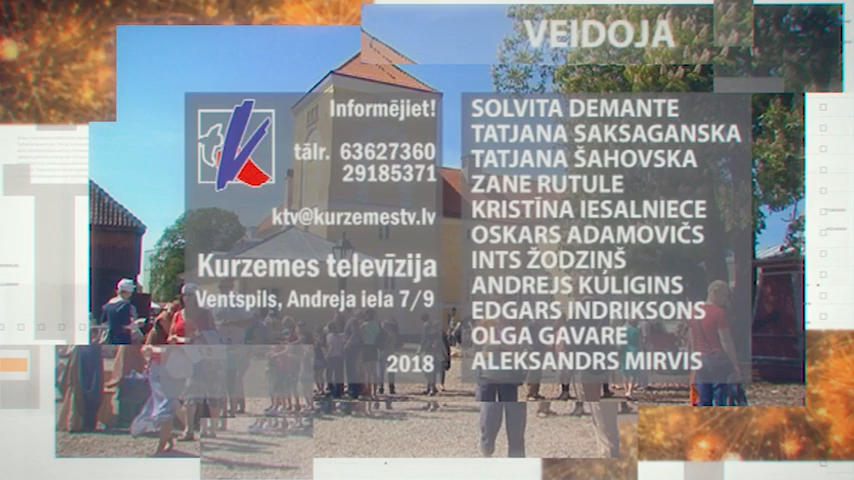 VEIDOJA
Informējiet!
tālr. 63627360
29185371
ktv@kurzemestv.lv
Kurzemes televīzija
Ventspils, Andreja iela 7/9
2018
SOLVITA DEMANTE
TATJANA SAKSAGANSKA
TATJANA ŠAHOVSKA
ZANE RUTULE
KRISTĪNA IESALNIECE
OSKARS ADAMOVIČS
INTS ŽODZIŅŠ
ANDREJS KUĻIGINS
EDGARS INDRIKSONS
OLGA GAVARE
ALEKSANDRS MIRVIS